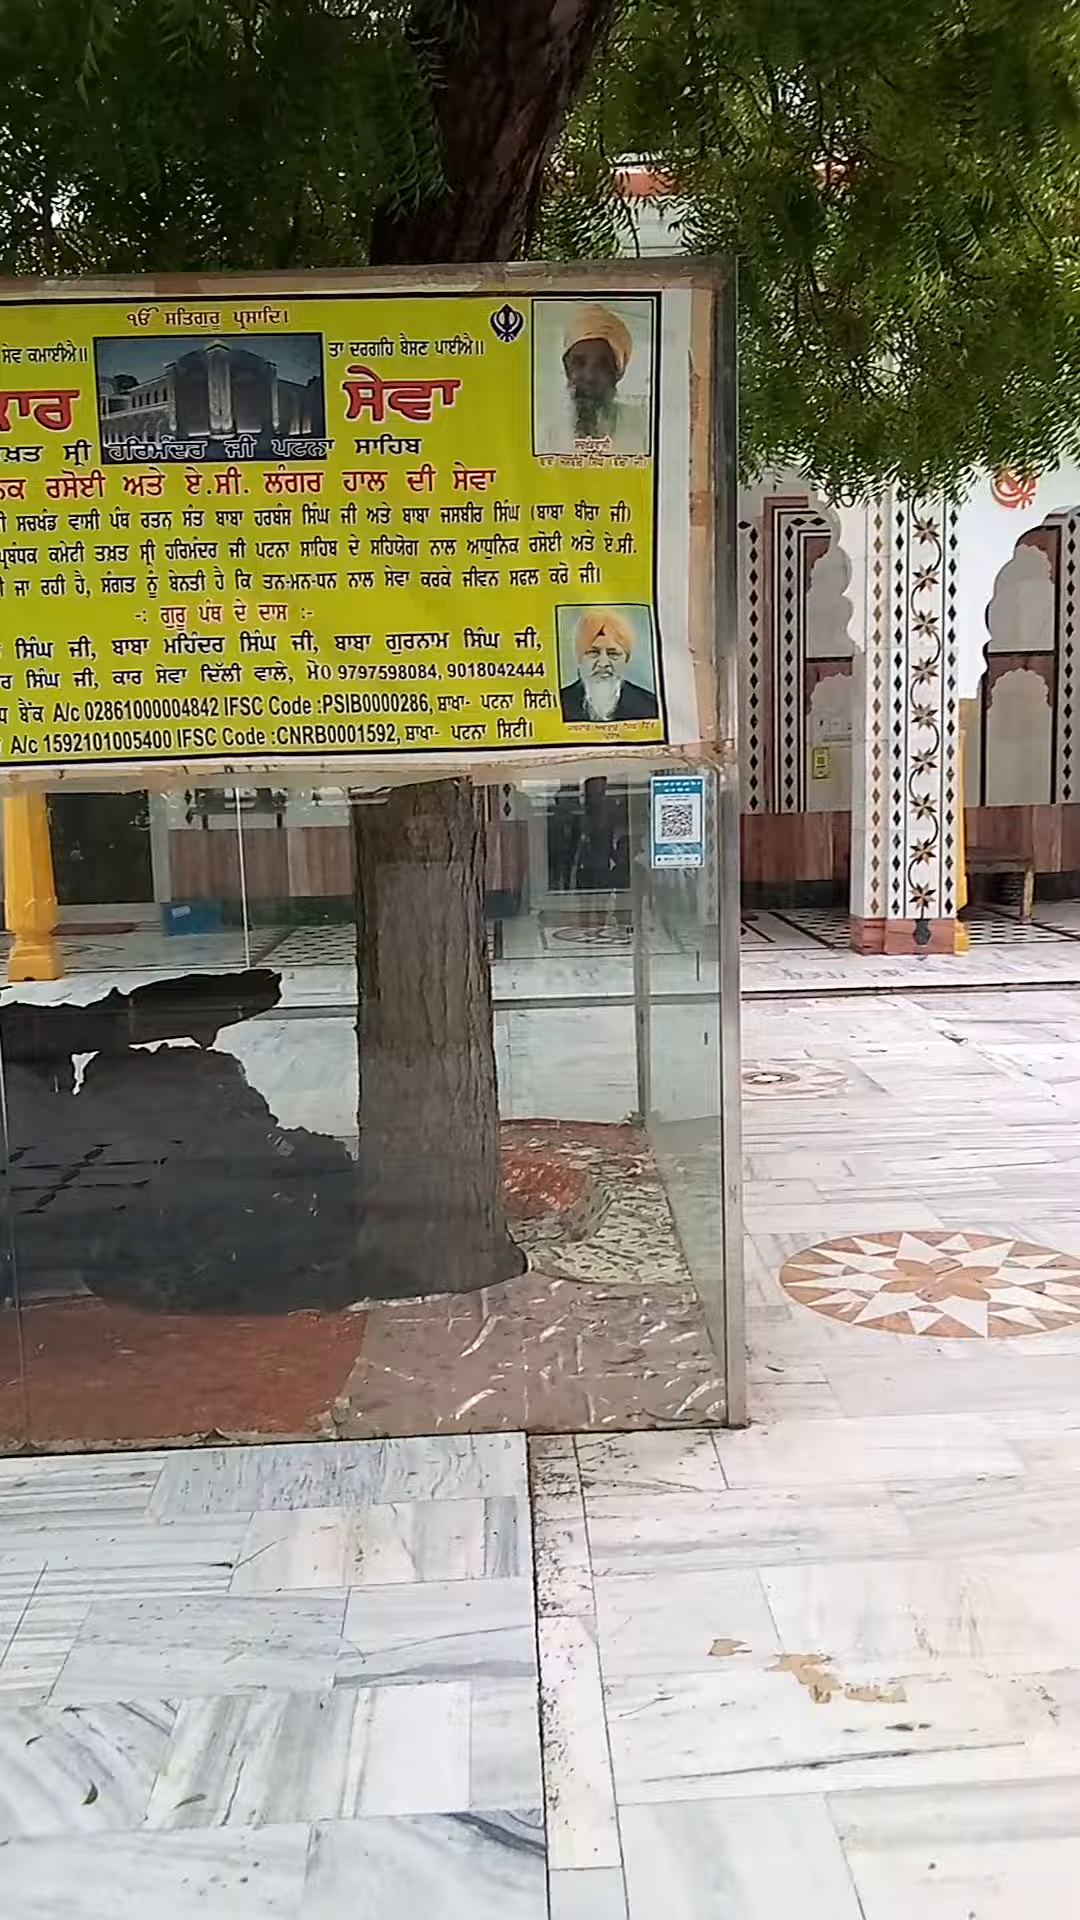 ੴ ਸਤਿਗੁਰੂ ਪ੍ਰਸਾਦਿ।
ਸੇਵ ਕਮਾਈਐ॥ ਤਾ ਦਰਗਹਿ ਬੈਸਣ ਪਾਈਐ॥
ਕਾਰ ਸੇਵਾ
ਤਖ਼ਤ ਸ੍ਰੀ ਹਰਿਮੰਦਰ ਜੀ ਪਟਨਾ ਸਾਹਿਬ
ਰਸੋਈ ਅਤੇ ਏ.ਸੀ. ਲੰਗਰ ਹਾਲ ਦੀ ਸੇਵਾ
ਸਚਖੰਡ ਵਾਸੀ ਪੰਥ ਰਤਨ ਸੰਤ ਬਾਬਾ ਹਰਬੰਸ ਸਿੰਘ ਜੀ ਅਤੇ ਬਾਬਾ ਜਸਬੀਰ ਸਿੰਘ (ਬਾਬਾ ਬੀਰਾ ਜੀ)
ਪ੍ਰਬੰਧਕ ਕਮੇਟੀ ਤਖ਼ਤ ਸ੍ਰੀ ਹਰਿਮੰਦਰ ਜੀ ਪਟਨਾ ਸਾਹਿਬ ਦੇ ਸਹਿਯੋਗ ਨਾਲ ਆਧੁਨਿਕ ਰਸੋਈ ਅਤੇ ਏ.ਸੀ.
ਜਾ ਰਹੀ ਹੈ, ਸੰਗਤ ਨੂੰ ਬੇਨਤੀ ਹੈ ਕਿ ਤਨ-ਮਨ-ਧਨ ਨਾਲ ਸੇਵਾ ਕਰਕੇ ਜੀਵਨ ਸਫਲ ਕਰੋ ਜੀ।
-: ਗੁਰੂ ਪੰਥ ਦੇ ਦਾਸ :-
ਸਿੰਘ ਜੀ, ਬਾਬਾ ਮਹਿੰਦਰ ਸਿੰਘ ਜੀ, ਬਾਬਾ ਗੁਰਨਾਮ ਸਿੰਘ ਜੀ,
ਸਿੰਘ ਜੀ, ਕਾਰ ਸੇਵਾ ਦਿੱਲੀ ਵਾਲੇ, ਮੋ0 9797598084, 9018042444
ਬੈਂਕ A/c 02861000004842 IFSC Code :PSIB0000286, ਸ਼ਾਖਾ- ਪਟਨਾ ਸਿਟੀ।
A/c 1592101005400 IFSC Code :CNRB0001592, ਸ਼ਾਖਾ- ਪਟਨਾ ਸਿਟੀ।